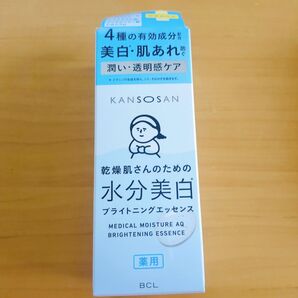 4種の有効成分配合
美白・肌あれ防ぐ
潤い・透明感ケア
KANSOSAN
乾燥肌さんのための
水分美白
ブライトニングエッセンス
MEDICAL MOISTURE AQ
BRIGHTENING ESSENCE
薬用
BCL